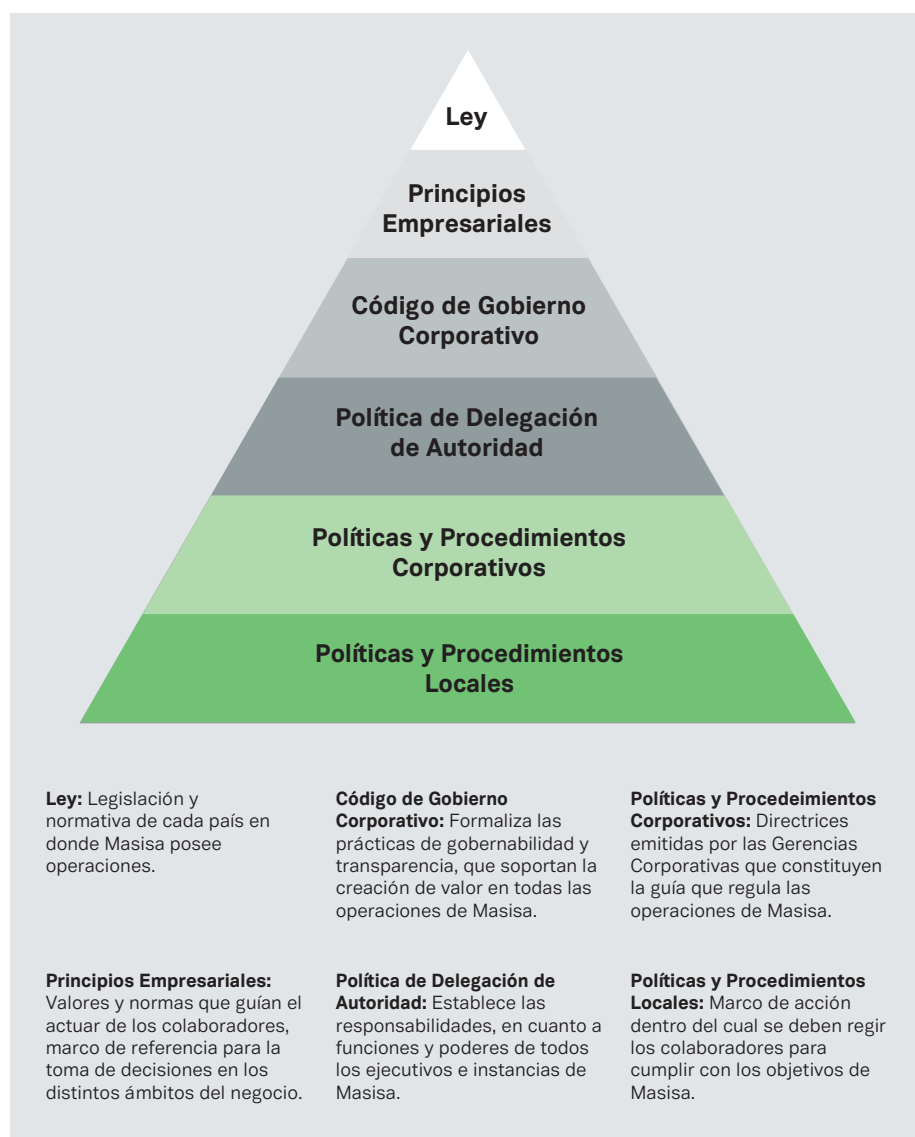 Ley
Principios
Empresariales
Código de Gobierno
Corporativo
Política de Delegación
de Autoridad
Políticas y Procedimientos
Corporativos
Políticas y Procedimientos
Locales
Ley: Legislación y
normativa de cada país en
donde Masisa posee
operaciones.
Código de Gobierno
Corporativo: Formaliza las
prácticas de gobernabilidad y
transparencia, que soportan la
creación de valor en todas las
operaciones de Masisa.
Políticas y Procedeimientos
Corporativos: Directrices
emitidas por las Gerencias
Corporativas que constituyen
la guía que regula las
operaciones de Masisa.
Principios Empresariales:
Valores y normas que guían el
actuar de los colaboradores,
marco de referencia para la
toma de decisiones en los
distintos ámbitos del negocio.
Política de Delegación de
Autoridad: Establece las
responsabilidades, en cuanto a
funciones y poderes de todos
los ejecutivos e instancias de
Masisa.
Políticas y Procedimientos
Locales: Marco de acción
dentro del cual se deben regir
los colaboradores para
cumplir con los objetivos de
Masisa.